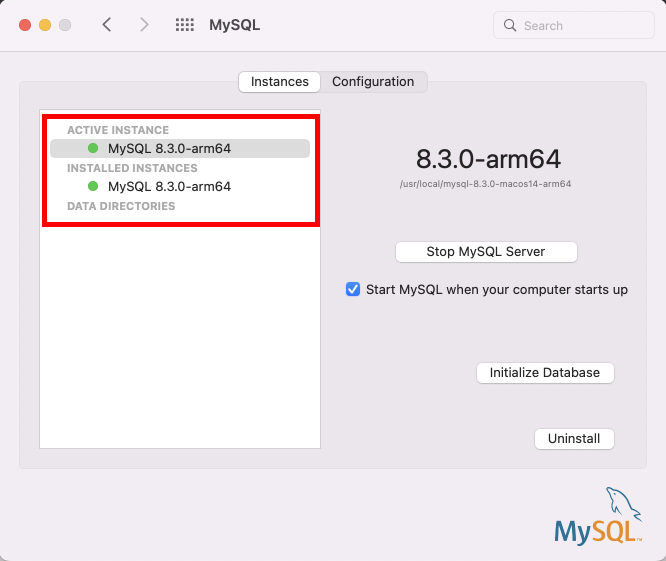 MySQL
Search
Instances
Configuration
ACTIVE INSTANCE
MySQL 8.3.0-arm64
INSTALLED INSTANCES
MySQL 8.3.0-arm64
DATA DIRECTORIES
8.3.0-arm64
/usr/local/mysql-8.3.0-macos14-arm64
Stop MySQL Server
Start MySQL when your computer starts up
Initialize Database
Uninstall
MySQL™